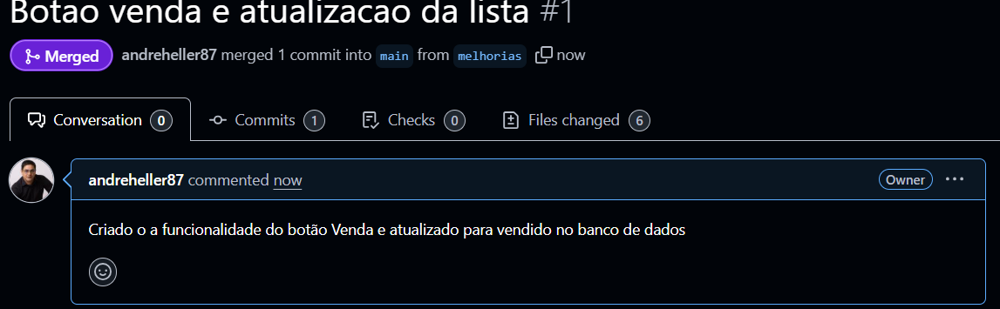 Botao venda e atualizacao da lista #1
Merged andreheller87 merged 1 commit into main from melhorias now
Conversation 0 Commits 1 Checks 0 Files changed 6
andreheller87 commented now Owner
Criado o a funcionalidade do botão Venda e atualizado para vendido no banco de dados